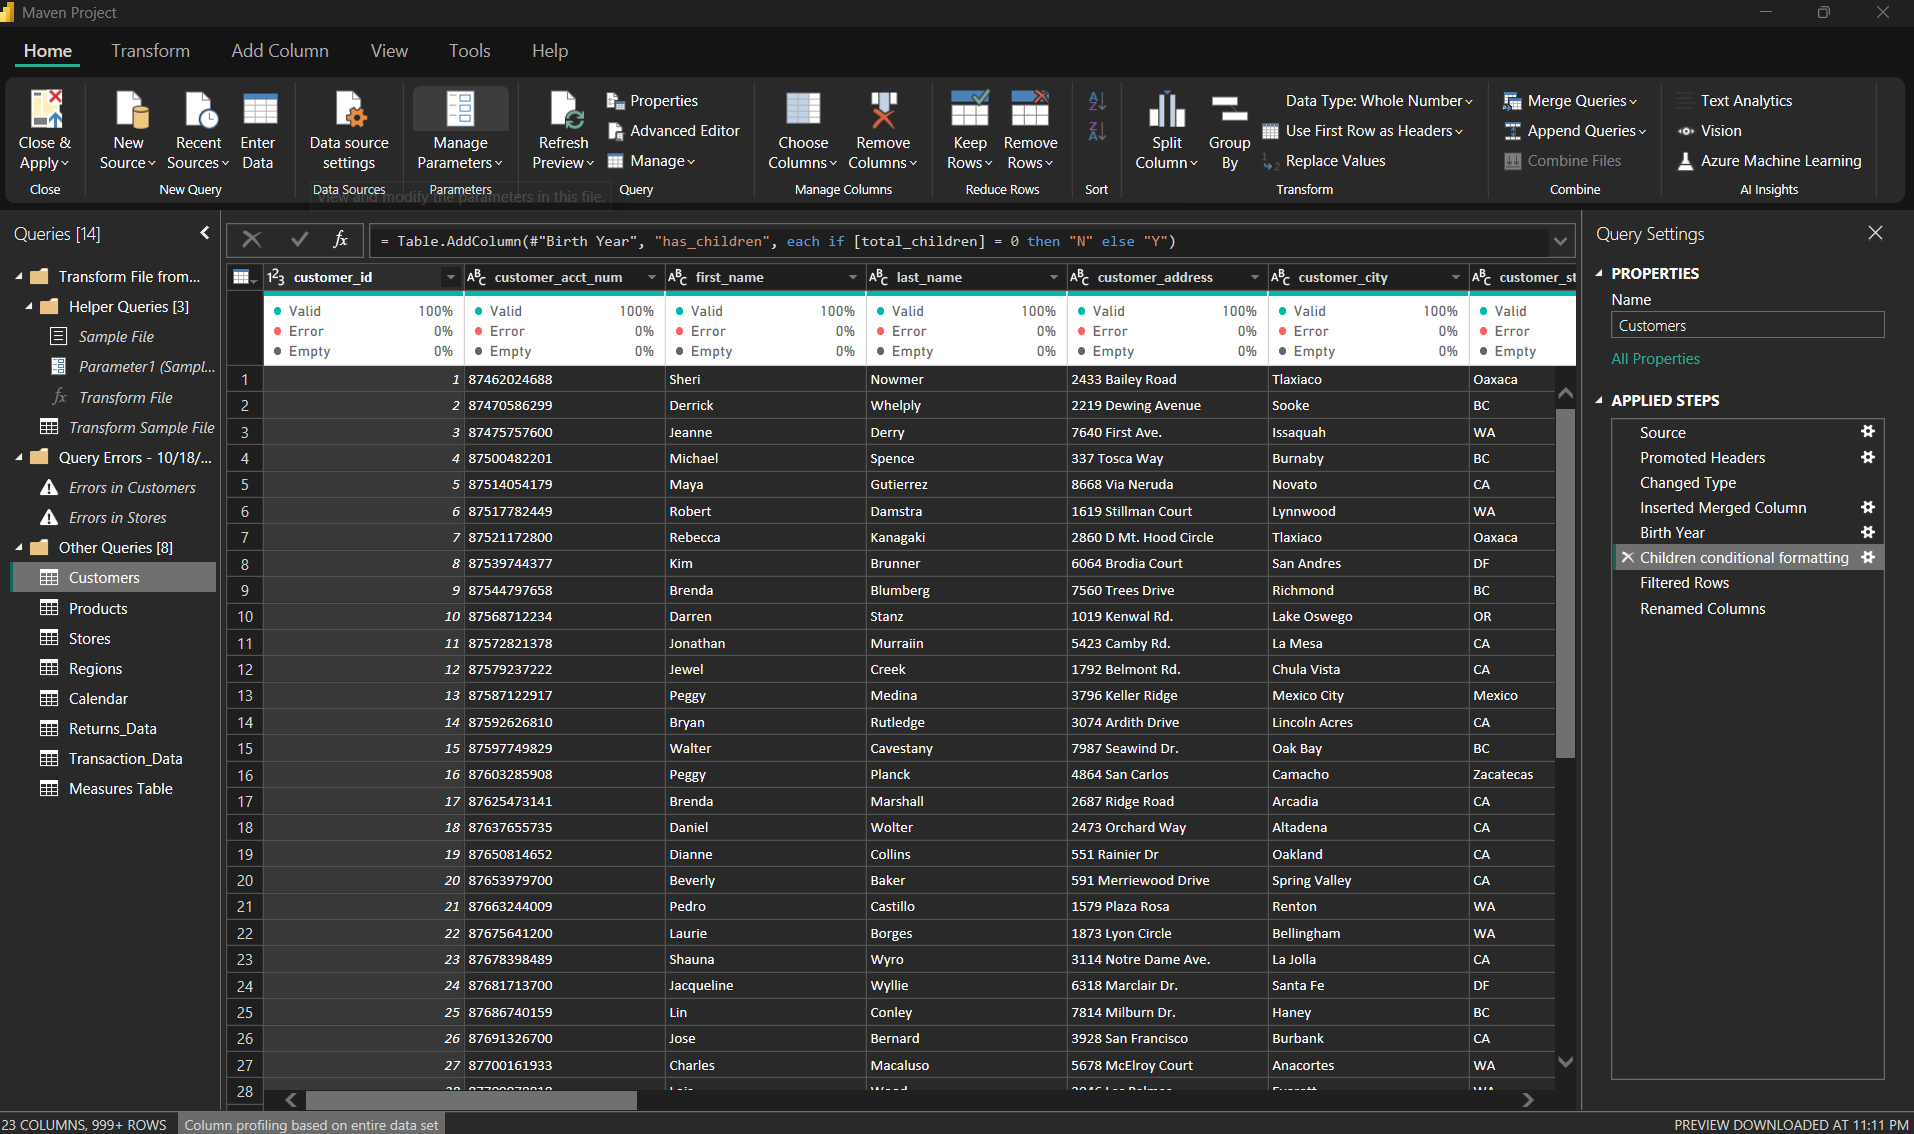 Maven Project
Home Transform Add Column View Tools Help
Close & Apply
Close
New Source
Recent Sources
Enter Data
New Query
Data source settings
Data Sources
Manage Parameters
Parameters
View and modify the parameters in this file.
Refresh Preview
Properties
Advanced Editor
Manage
Query
Choose Columns
Remove Columns
Manage Columns
Keep Rows
Remove Rows
Reduce Rows
Sort
Split Column
Group By
Data Type: Whole Number
Use First Row as Headers
Replace Values
Transform
Merge Queries
Append Queries
Combine Files
Combine
Text Analytics
Vision
Azure Machine Learning
AI Insights
Queries [14]
Transform File from...
Helper Queries [3]
Sample File
Parameter1 (Sampl...
Transform File
Transform Sample File
Query Errors - 10/18/...
Errors in Customers
Errors in Stores
Other Queries [8]
Customers
Products
Stores
Regions
Calendar
Returns_Data
Transaction_Data
Measures Table
fx = Table.AddColumn(#"Birth Year", "has_children", each if [total_children] = 0 then "N" else "Y")
123 customer_id ABC customer_acct_num ABC first_name ABC last_name ABC customer_address ABC customer_city ABC customer_st
Valid 100% Valid 100% Valid 100% Valid 100% Valid 100% Valid 100% Valid
Error 0% Error 0% Error 0% Error 0% Error 0% Error 0% Error
Empty 0% Empty 0% Empty 0% Empty 0% Empty 0% Empty 0% Empty
1 1 87462024688 Sheri Nowmer 2433 Bailey Road Tlaxiaco Oaxaca
2 2 87470586299 Derrick Whelply 2219 Dewing Avenue Sooke BC
3 3 87475757600 Jeanne Derry 7640 First Ave. Issaquah WA
4 4 87500482201 Michael Spence 337 Tosca Way Burnaby BC
5 5 87514054179 Maya Gutierrez 8668 Via Neruda Novato CA
6 6 87517782449 Robert Damstra 1619 Stillman Court Lynnwood WA
7 7 87521172800 Rebecca Kanagaki 2860 D Mt. Hood Circle Tlaxiaco Oaxaca
8 8 87539744377 Kim Brunner 6064 Brodia Court San Andres DF
9 9 87544797658 Brenda Blumberg 7560 Trees Drive Richmond BC
10 10 87568712234 Darren Stanz 1019 Kenwal Rd. Lake Oswego OR
11 11 87572821378 Jonathan Murraiin 5423 Camby Rd. La Mesa CA
12 12 87579237222 Jewel Creek 1792 Belmont Rd. Chula Vista CA
13 13 87587122917 Peggy Medina 3796 Keller Ridge Mexico City Mexico
14 14 87592626810 Bryan Rutledge 3074 Ardith Drive Lincoln Acres CA
15 15 87597749829 Walter Cavestany 7987 Seawind Dr. Oak Bay BC
16 16 87603285908 Peggy Planck 4864 San Carlos Camacho Zacatecas
17 17 87625473141 Brenda Marshall 2687 Ridge Road Arcadia CA
18 18 87637655735 Daniel Wolter 2473 Orchard Way Altadena CA
19 19 87650814652 Dianne Collins 551 Rainier Dr Oakland CA
20 20 87653979700 Beverly Baker 591 Merriewood Drive Spring Valley CA
21 21 87663244009 Pedro Castillo 1579 Plaza Rosa Renton WA
22 22 87675641200 Laurie Borges 1873 Lyon Circle Bellingham WA
23 23 87678398489 Shauna Wyro 3114 Notre Dame Ave. La Jolla CA
24 24 87681713700 Jacqueline Wyllie 6318 Marclair Dr. Santa Fe DF
25 25 87686740159 Lin Conley 7814 Milburn Dr. Haney BC
26 26 87691326700 Jose Bernard 3928 San Francisco Burbank CA
27 27 87700161933 Charles Macaluso 5678 McElroy Court Anacortes WA
28
Query Settings
PROPERTIES
Name
Customers
All Properties
APPLIED STEPS
Source
Promoted Headers
Changed Type
Inserted Merged Column
Birth Year
Children conditional formatting
Filtered Rows
Renamed Columns
23 COLUMNS, 999+ ROWS Column profiling based on entire data set PREVIEW DOWNLOADED AT 11:11 PM